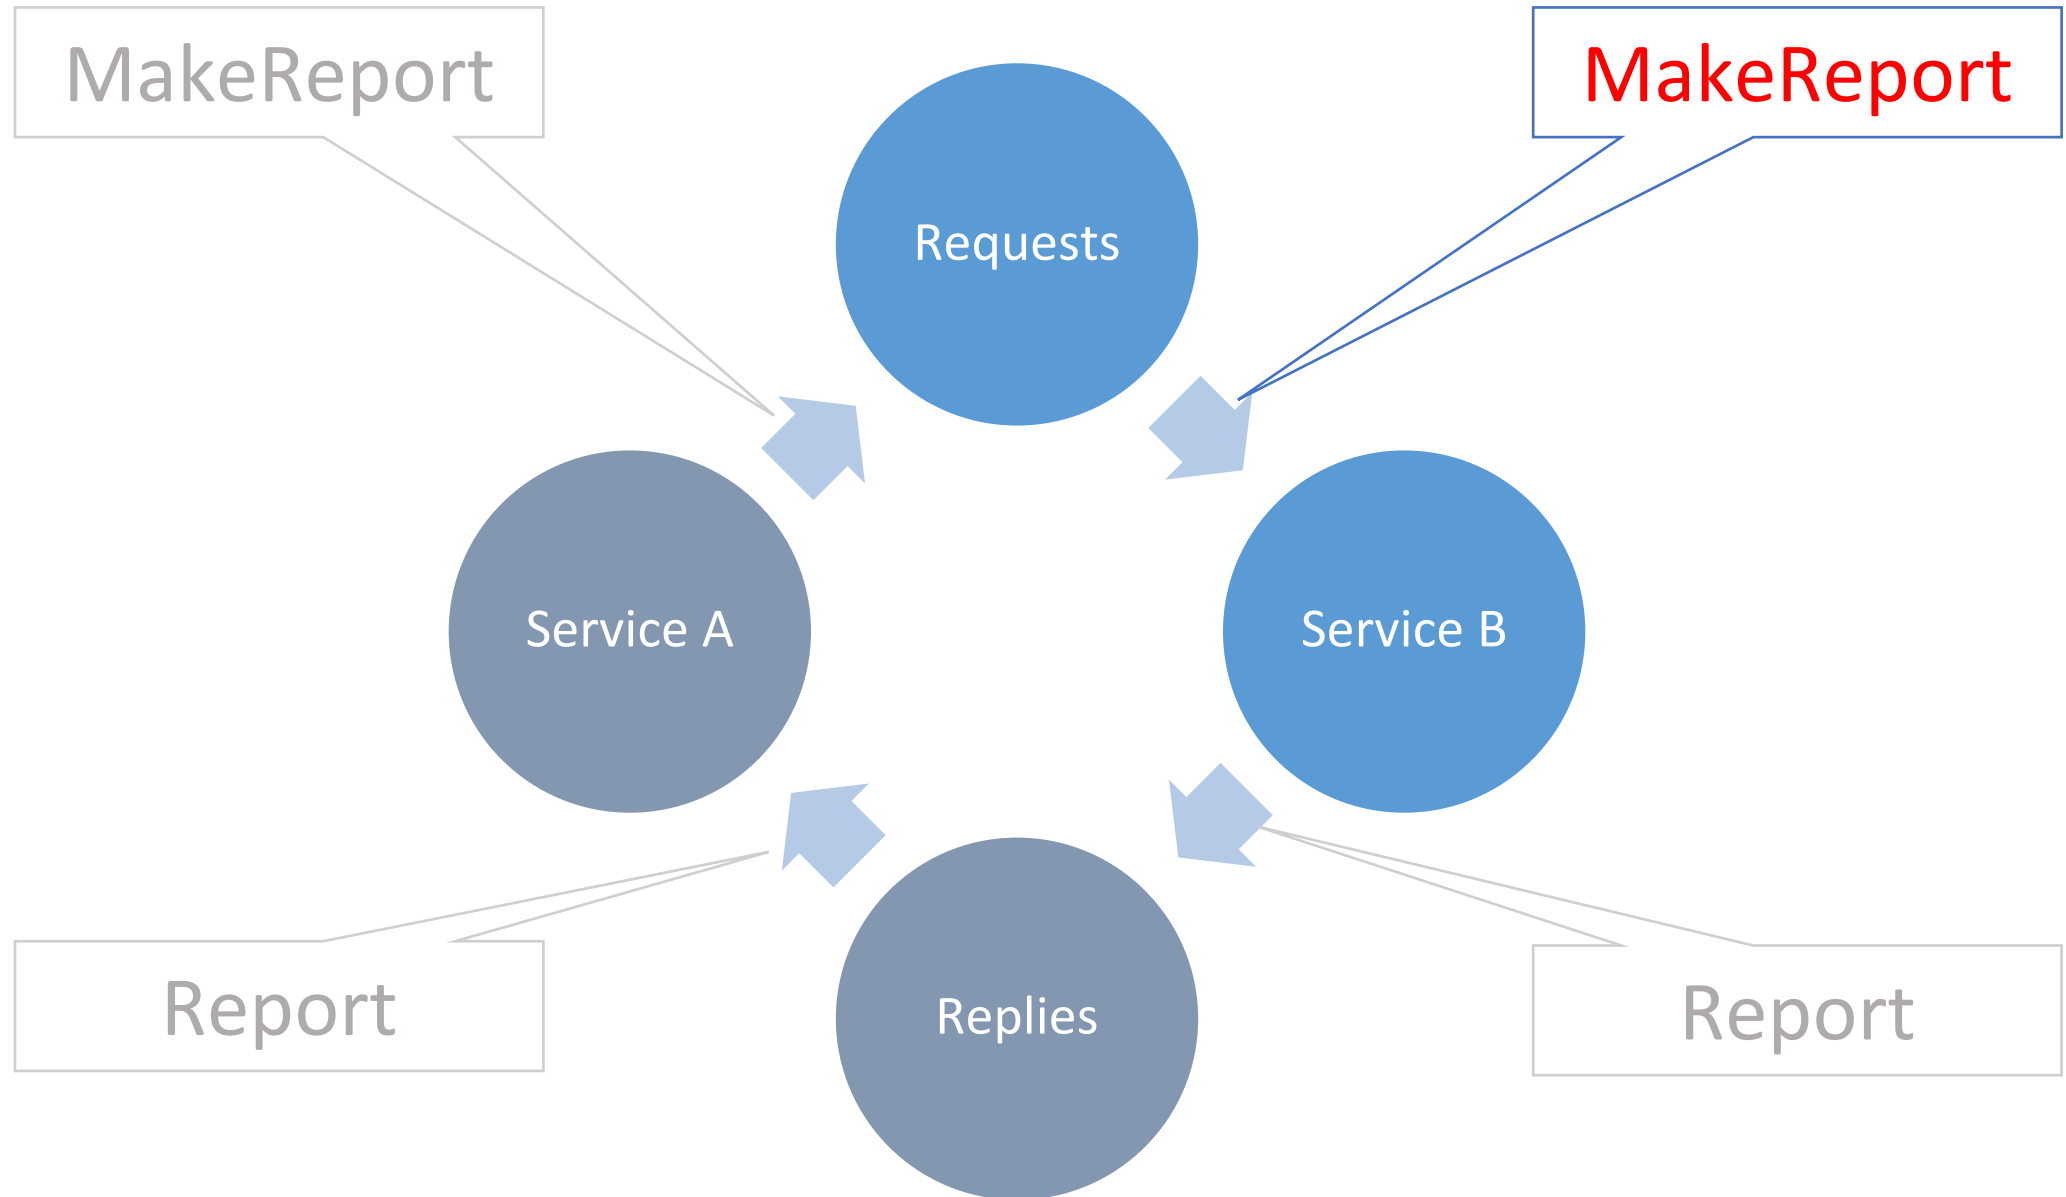 MakeReport
MakeReport
Requests
Service A
Service B
Replies
Report
Report